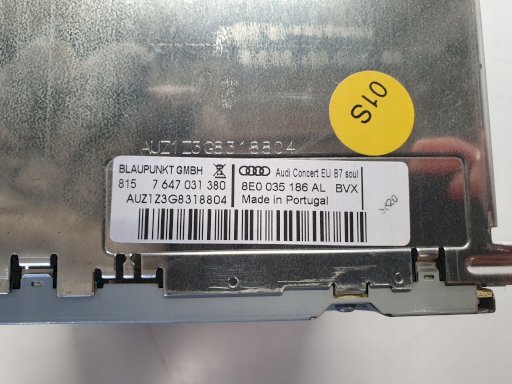 01S
AUZ1Z3G8318804
BLAUPUNKT GMBH Audi Concert EU B7 soul
815 7 647 031 380 8E0 035 186 AL BVX
AUZ1Z3G8318804 Made in Portugal